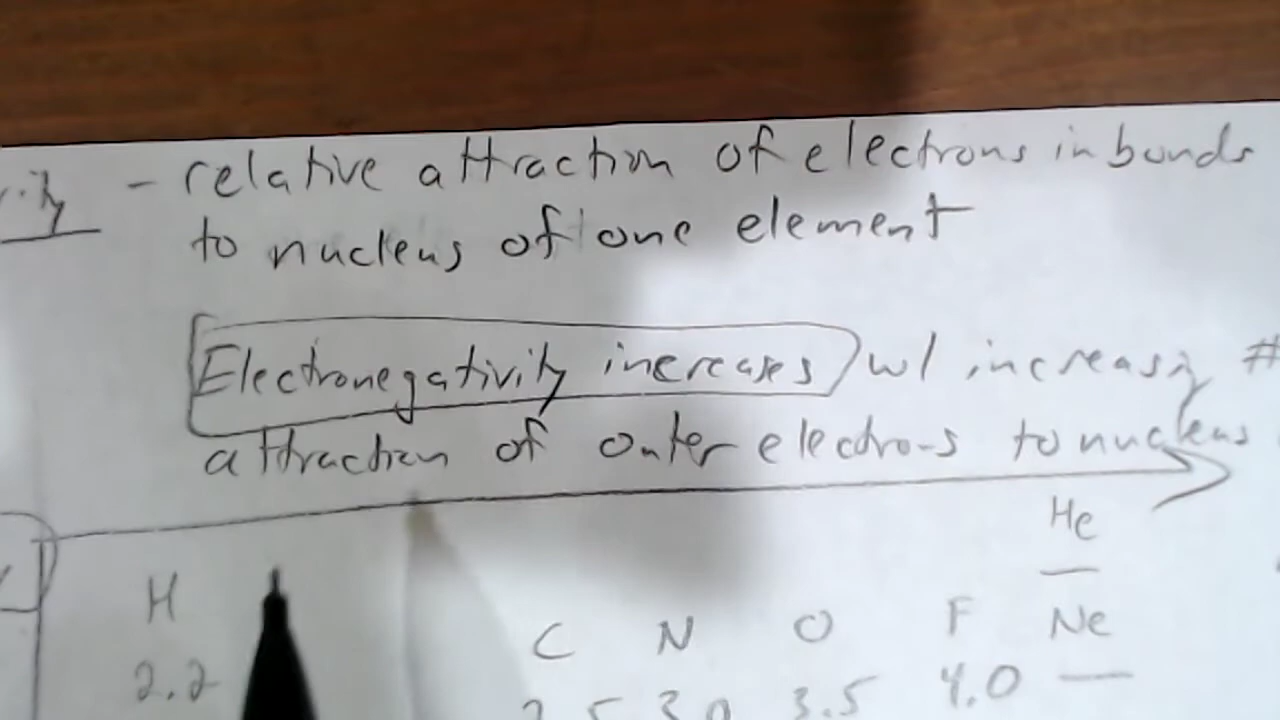 - relative attraction of electrons in bonds
to nucleus of one element
Electronegativity increases w/ increasing #
attraction of outer electrons to nucleus
He
H
C N O F Ne
2.2 3.5 4.0